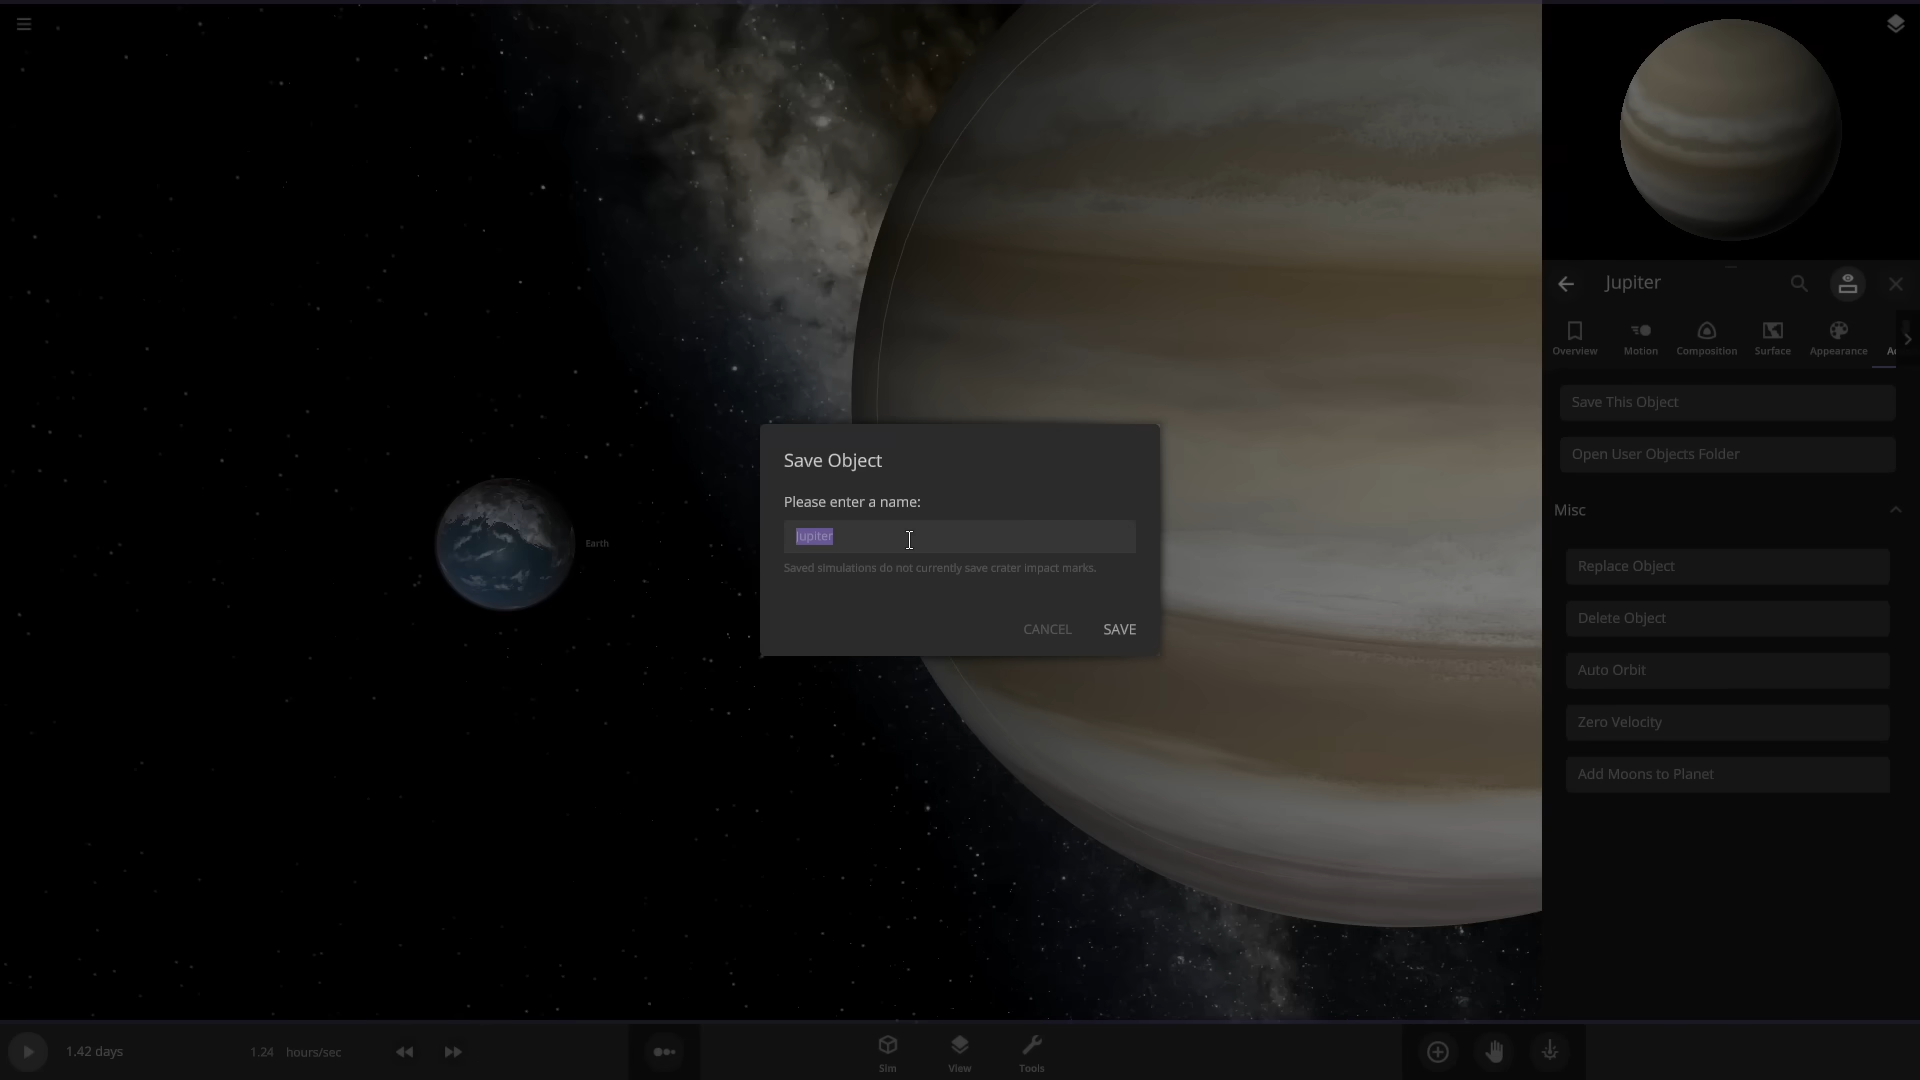 Jupiter
Overview
Motion
Composition
Surface
Appearance
Save This Object
Open User Objects Folder
Misc
Replace Object
Delete Object
Auto Orbit
Zero Velocity
Add Moons to Planet
Save Object
Please enter a name:
Jupiter
Saved simulations do not currently save crater impact marks.
CANCEL SAVE
Earth
1.42 days
1.24 hours/sec
Sim
View
Tools